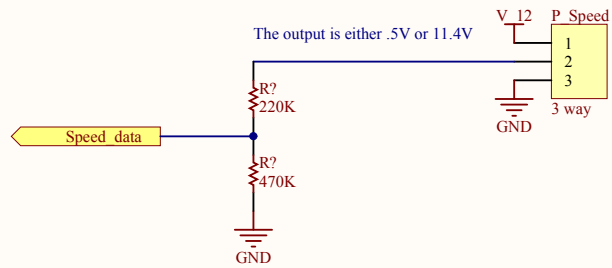 V_12
P_Speed
The output is either .5V or 11.4V
1
2
3
R?
220K
GND
3 way
Speed_data
R?
470K
GND